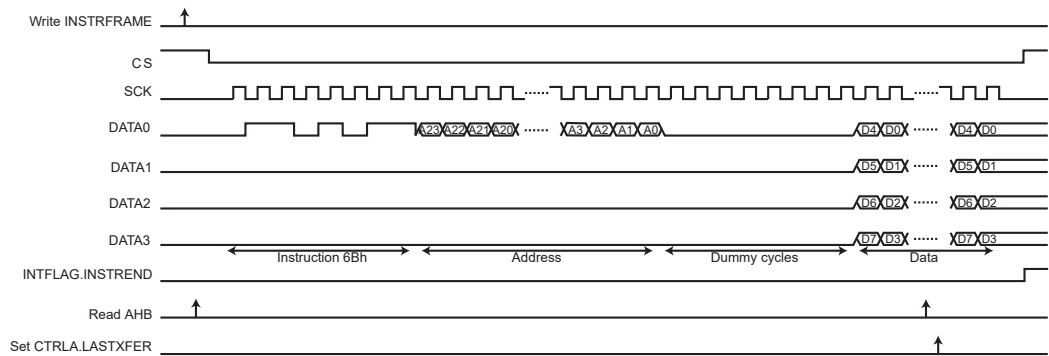 Write INSTRFRAME
CS
SCK
DATA0 A23 A22 A21 A20 ...... A3 A2 A1 A0 D4 D0 ...... D4 D0
DATA1 D5 D1 ...... D5 D1
DATA2 D6 D2 ...... D6 D2
DATA3 D7 D3 ...... D7 D3
Instruction 6Bh Address Dummy cycles Data
INTFLAG.INSTREND
Read AHB
Set CTRLA.LASTXFER